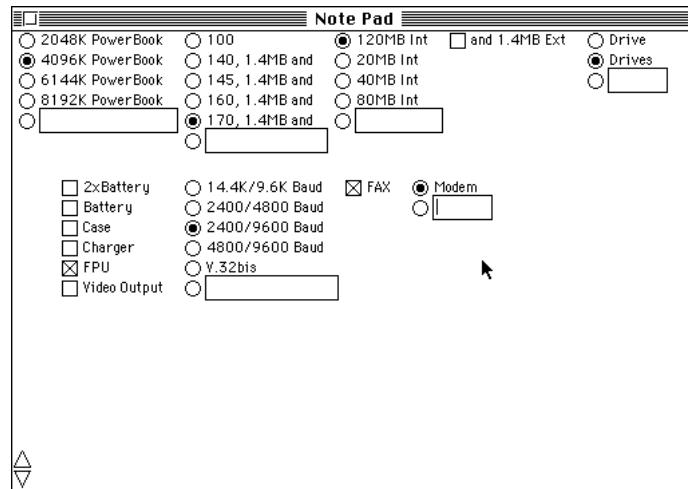 Note Pad
2048K PowerBook 100 120MB Int and 1.4MB Ext Drive
4096K PowerBook 140, 1.4MB and 20MB Int Drives
6144K PowerBook 145, 1.4MB and 40MB Int
8192K PowerBook 160, 1.4MB and 80MB Int
170, 1.4MB and
2xBattery 14.4K/9.6K Baud FAX Modem
Battery 2400/4800 Baud
Case 2400/9600 Baud
Charger 4800/9600 Baud
FPU V.32bis
Video Output